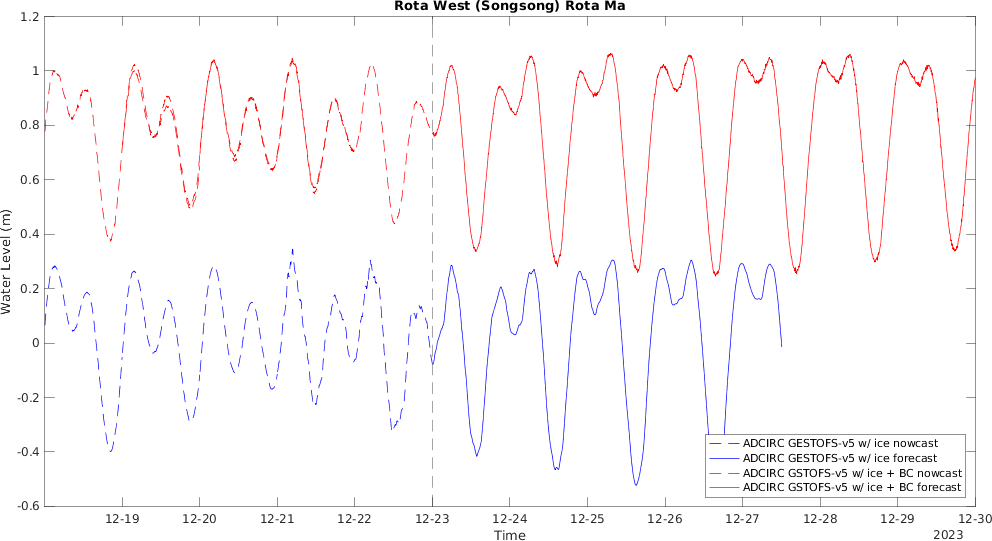 Rota West (Songsong) Rota Ma
1.2
1
0.8
0.6
0.4
0.2
0
-0.2
-0.4
-0.6
Water Level (m)
ADCIRC GESTOFS-v5 w/ ice nowcast
ADCIRC GESTOFS-v5 w/ ice forecast
ADCIRC GSTOFS-v5 w/ ice + BC nowcast
ADCIRC GSTOFS-v5 w/ ice + BC forecast
12-19 12-20 12-21 12-22 12-23 12-24 12-25 12-26 12-27 12-28 12-29 12-30
Time
2023